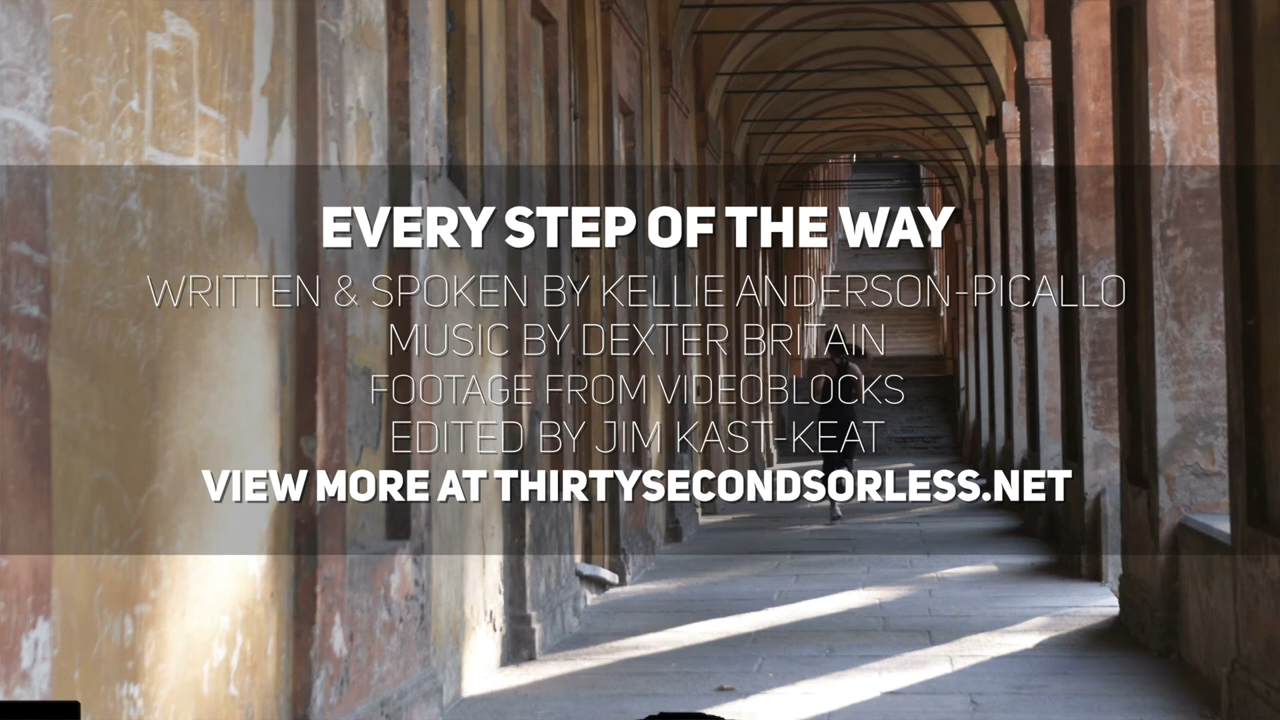 EVERY STEP OF THE WAY
WRITTEN & SPOKEN BY KELLIE ANDERSON-PICALLO
MUSIC BY DEXTER BRITAIN
FOOTAGE FROM VIDEOBLOCKS
EDITED BY JIM KAST-KEAT
VIEW MORE AT THIRTYSECONDSORLESS.NET